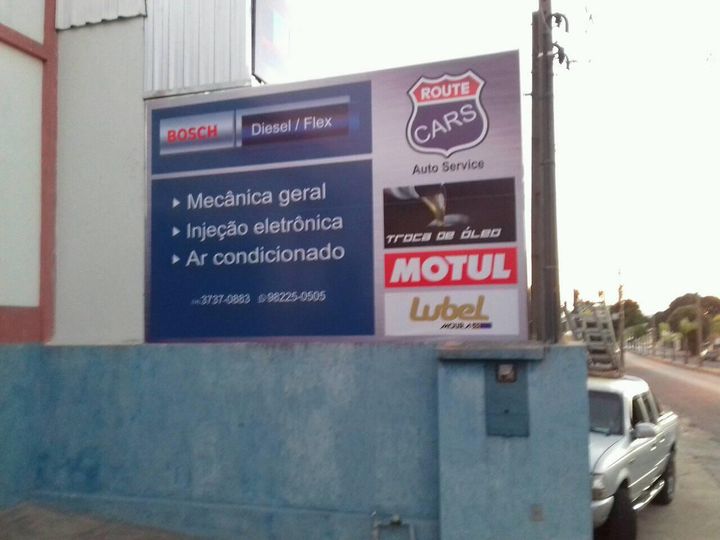 BOSCH
Diesel / Flex
Mecânica geral
Injeção eletrônica
Ar condicionado
3737-0883 98225-0505
ROUTE
CARS
Auto Service
TROCA DE ÓLEO
MOTUL
Lubel